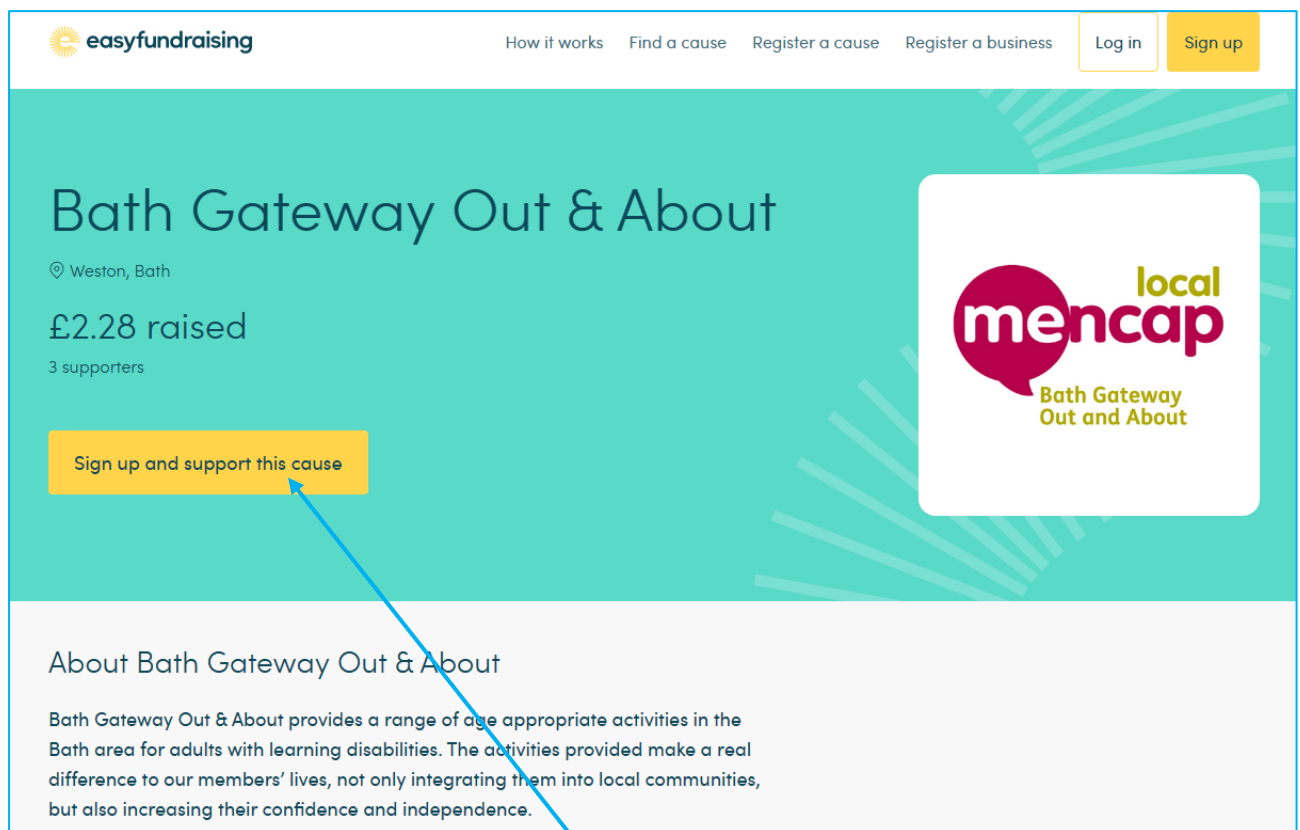 easyfundraising
How it works Find a cause Register a cause Register a business Log in Sign up
Bath Gateway Out & About
Weston, Bath
£2.28 raised
3 supporters
Sign up and support this cause
local
mencap
Bath Gateway
Out and About
About Bath Gateway Out & About
Bath Gateway Out & About provides a range of age appropriate activities in the
Bath area for adults with learning disabilities. The activities provided make a real
difference to our members' lives, not only integrating them into local communities,
but also increasing their confidence and independence.